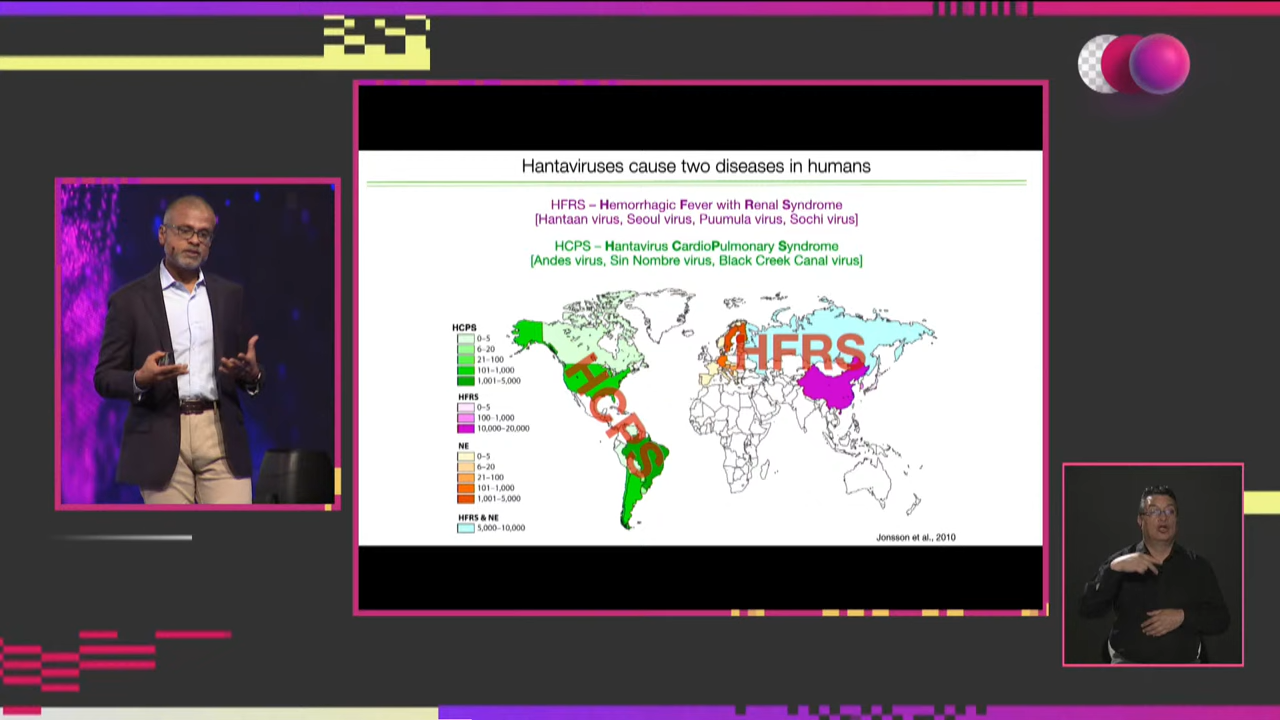 Hantaviruses cause two diseases in humans
HFRS – Hemorrhagic Fever with Renal Syndrome
[Hantaan virus, Seoul virus, Puumula virus, Sochi virus]
HCPS – Hantavirus CardioPulmonary Syndrome
[Andes virus, Sin Nombre virus, Black Creek Canal virus]
HCPS
0–5
6–20
21–100
101–1,000
1,001–5,000
HFRS
0–5
100–1,000
10,000–20,000
NE
0–5
6–20
21–100
101–1,000
1,001–5,000
HFRS & NE
5,000–10,000
HCPS
HFRS
Jonsson et al., 2010